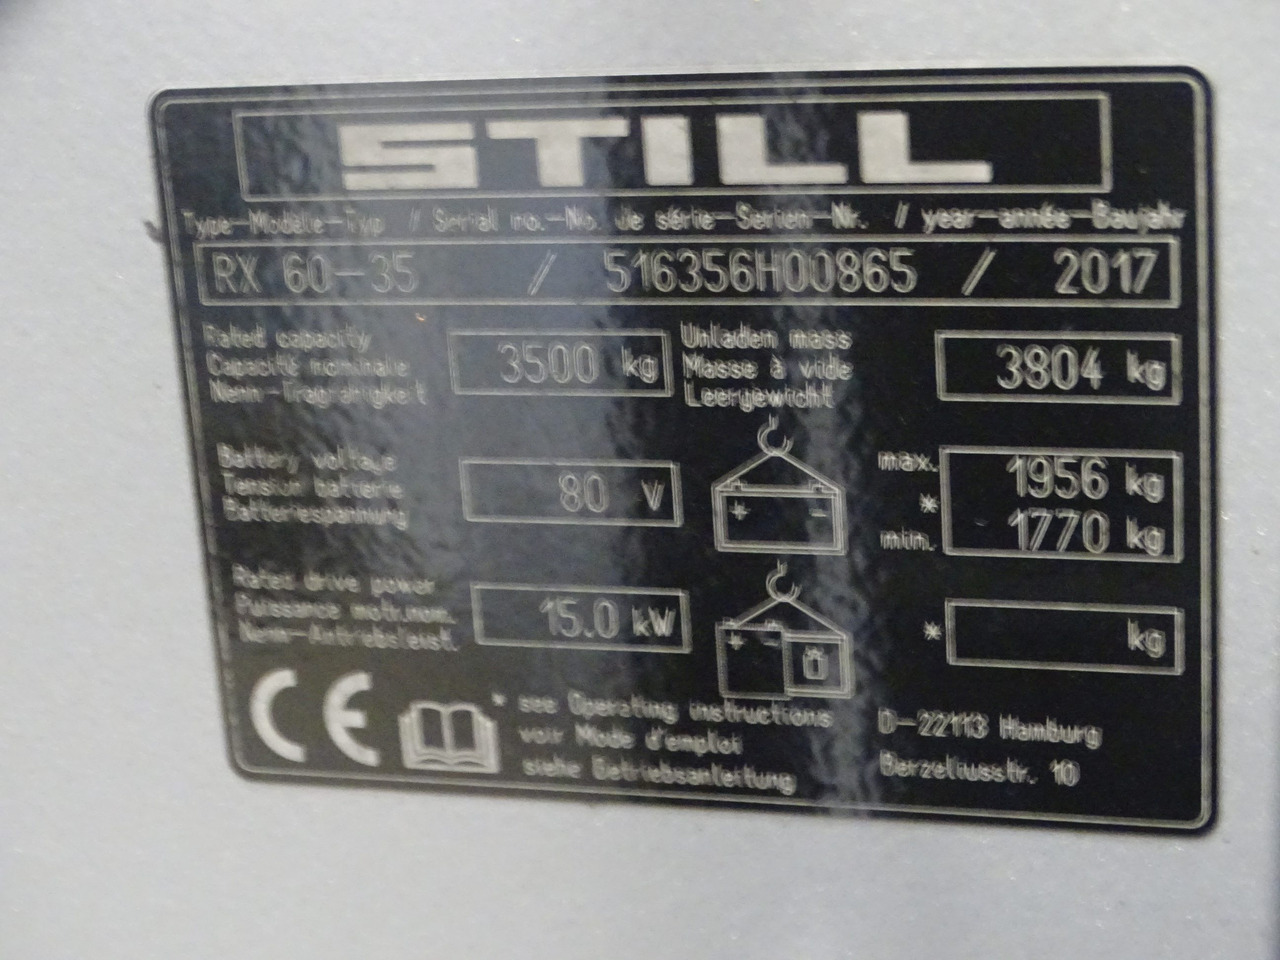 STILL
Type-Modèle-Typ // Serial no.-No. de série-Serien-Nr. // year-année-Baujahr
RX 60-35 / 516356H00865 / 2017
Rated capacity
Capacité nominale
Nenn-Tragfähigkeit
3500 kg
Unladen mass
Masse à vide
Leergewicht
3804 kg
Battery voltage
Tension batterie
Batteriespannung
80 V
+ -
max. 1956 kg
*
min. 1770 kg
Rated drive power
Puissance motr.nom.
Nenn-Antriebsleist.
15.0 kW
+ -
* kg
CE
* see Operating instructions
voir Mode d'emploi
siehe Betriebsanleitung
D-22113 Hamburg
Berzeliusstr. 10